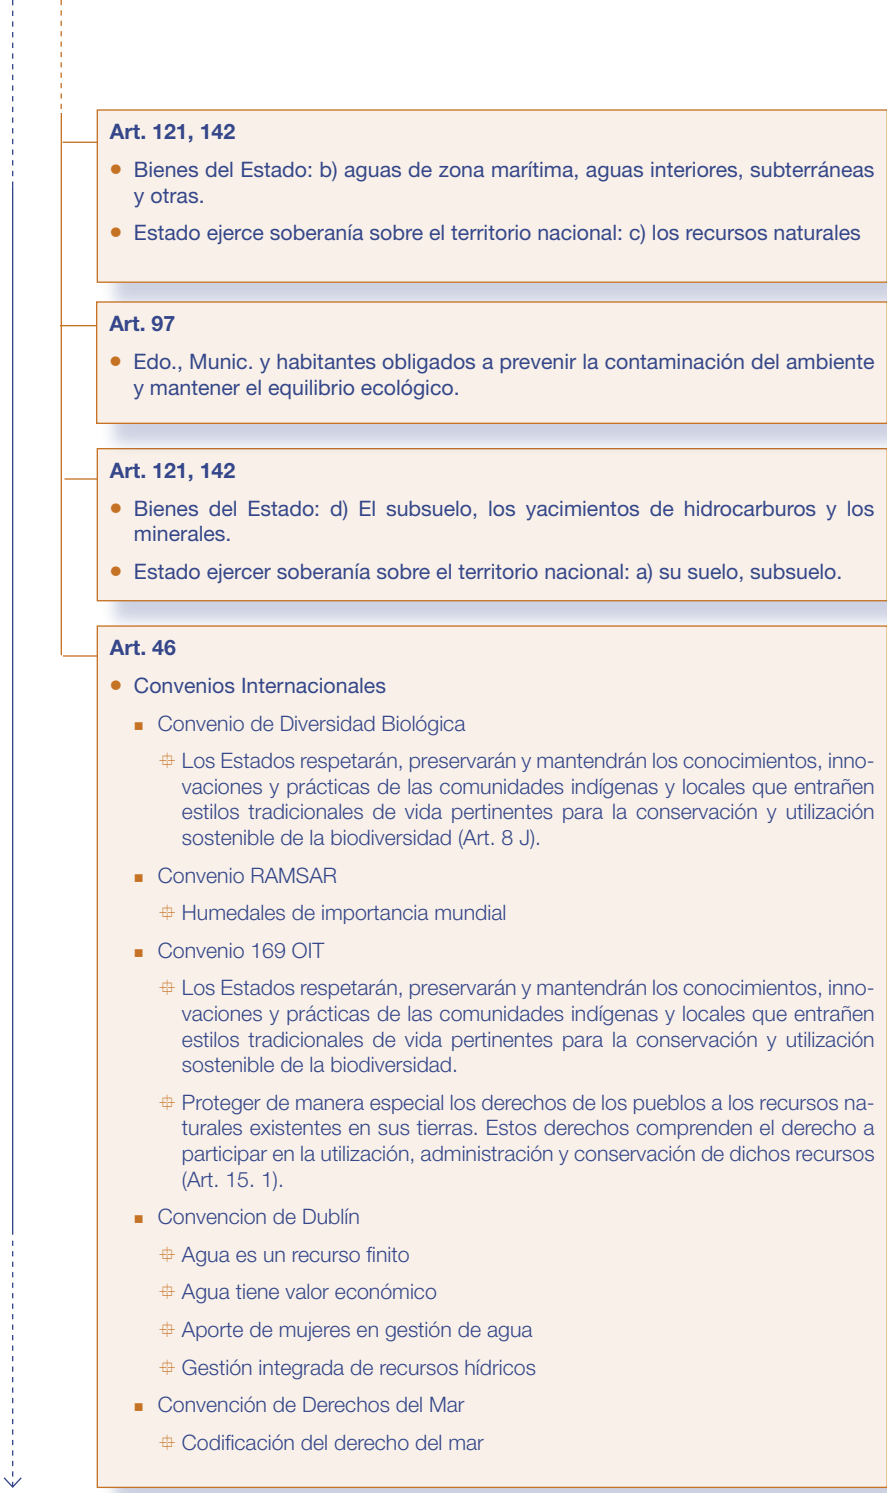 Art. 121, 142
● Bienes del Estado: b) aguas de zona marítima, aguas interiores, subterráneas
y otras.
● Estado ejerce soberanía sobre el territorio nacional: c) los recursos naturales
Art. 97
● Edo., Munic. y habitantes obligados a prevenir la contaminación del ambiente
y mantener el equilibrio ecológico.
Art. 121, 142
● Bienes del Estado: d) El subsuelo, los yacimientos de hidrocarburos y los
minerales.
● Estado ejercer soberanía sobre el territorio nacional: a) su suelo, subsuelo.
Art. 46
● Convenios Internacionales
■ Convenio de Diversidad Biológica
Los Estados respetarán, preservarán y mantendrán los conocimientos, inno-
vaciones y prácticas de las comunidades indígenas y locales que entrañen
estilos tradicionales de vida pertinentes para la conservación y utilización
sostenible de la biodiversidad (Art. 8 J).
■ Convenio RAMSAR
Humedales de importancia mundial
■ Convenio 169 OIT
Los Estados respetarán, preservarán y mantendrán los conocimientos, inno-
vaciones y prácticas de las comunidades indígenas y locales que entrañen
estilos tradicionales de vida pertinentes para la conservación y utilización
sostenible de la biodiversidad.
Proteger de manera especial los derechos de los pueblos a los recursos na-
turales existentes en sus tierras. Estos derechos comprenden el derecho a
participar en la utilización, administración y conservación de dichos recursos
(Art. 15. 1).
■ Convencion de Dublín
Agua es un recurso finito
Agua tiene valor económico
Aporte de mujeres en gestión de agua
Gestión integrada de recursos hídricos
■ Convención de Derechos del Mar
Codificación del derecho del mar